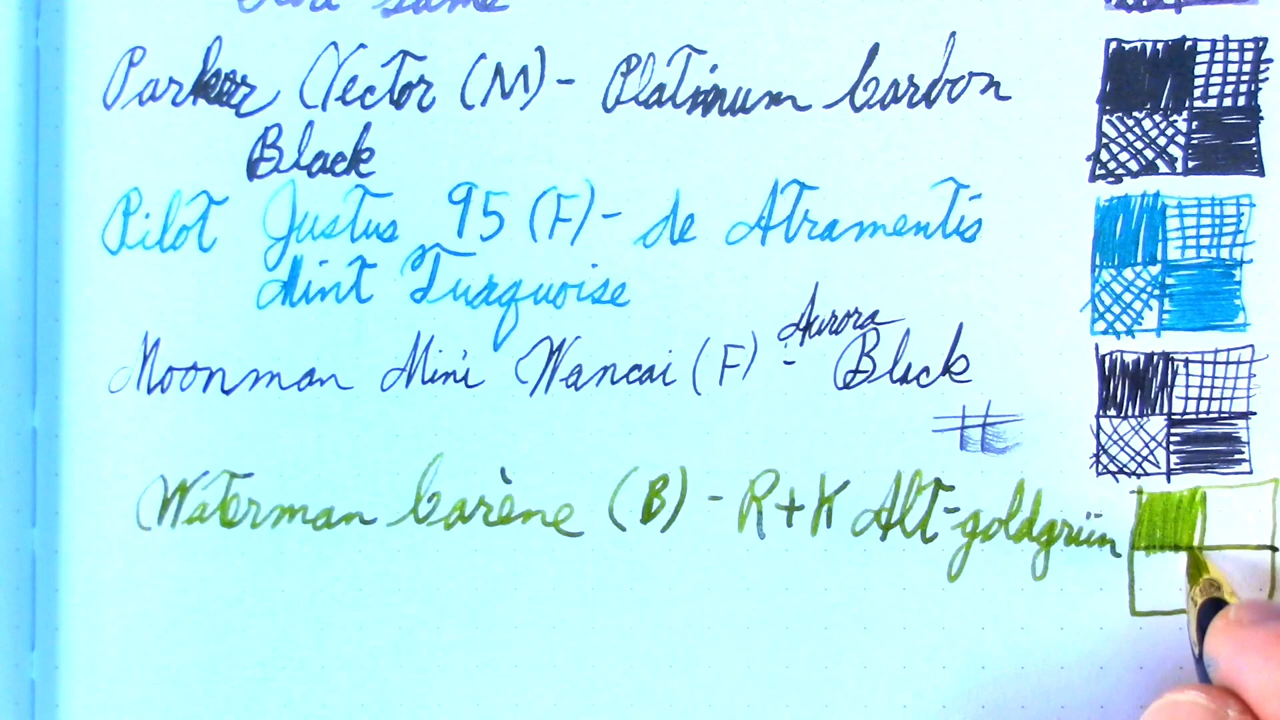 same
Parker Vector (M) - Platinum Carbon
Black
Pilot Justus 95 (F) - de Atramentis
Mint Turquoise
Aurora
Moonman Mini Wancai (F) - Black
Waterman Carène (B) - R+K Alt-goldgrün